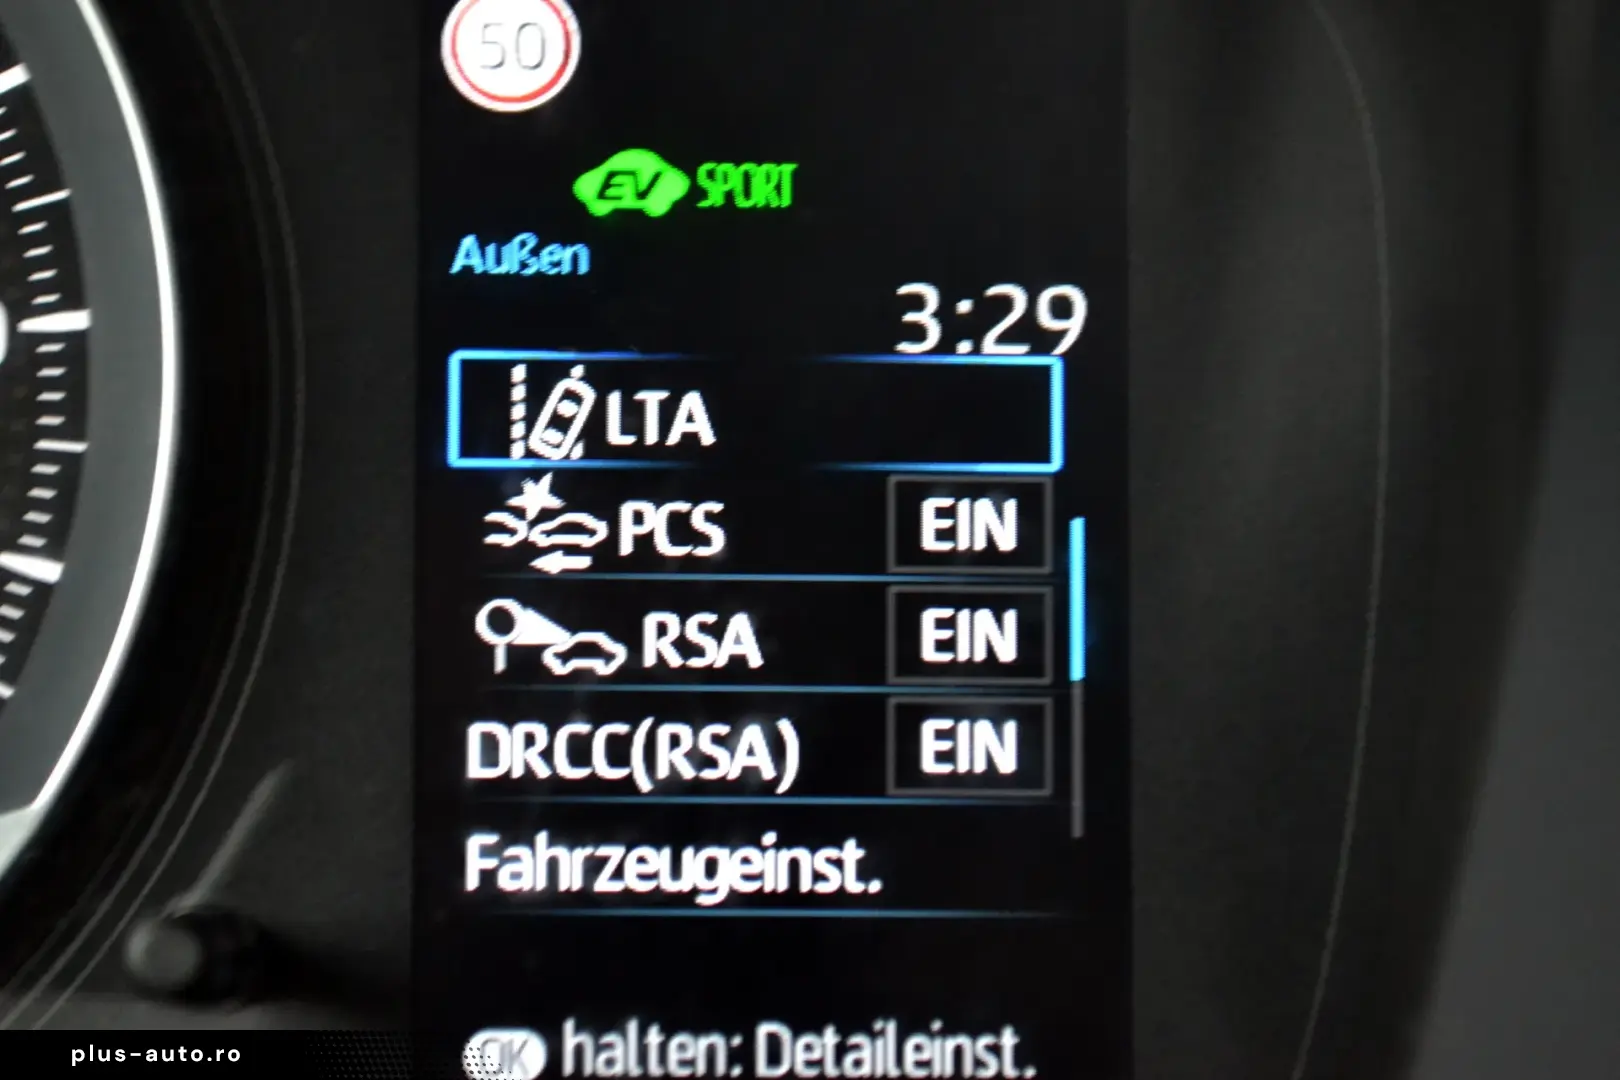 50
EV SPORT
Außen
3:29
LTA
PCS EIN
RSA EIN
DRCC(RSA) EIN
Fahrzeugeinst.
OK halten: Detaileinst.
plus-auto.ro